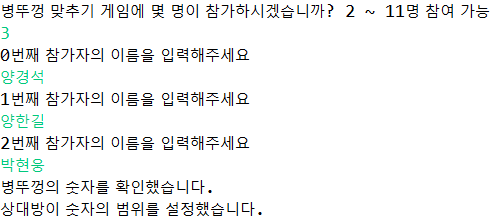 병뚜껑 맞추기 게임에 몇 명이 참가하시겠습니까? 2 ~ 11명 참여 가능
3
0번째 참가자의 이름을 입력해주세요
양경석
1번째 참가자의 이름을 입력해주세요
양한길
2번째 참가자의 이름을 입력해주세요
박현웅
병뚜껑의 숫자를 확인했습니다.
상대방이 숫자의 범위를 설정했습니다.